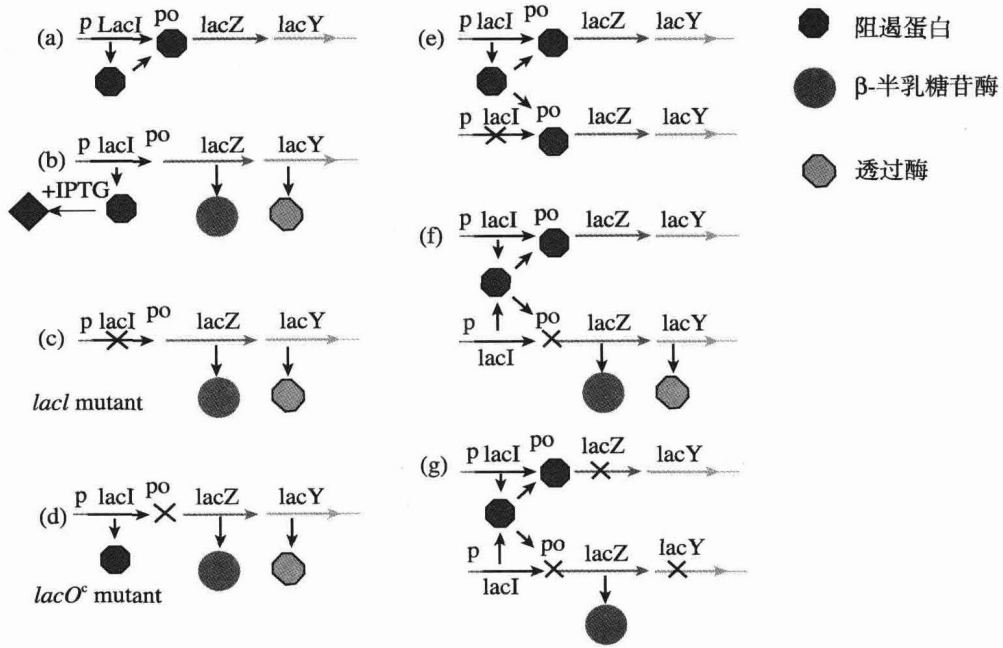 (a) p LacI po lacZ lacY
(b) p lacI po lacZ lacY
+IPTG
(c) p lacI po lacZ lacY
lacI mutant
(d) p lacI po lacZ lacY
lacOᶜ mutant
(e) p lacI po lacZ lacY
p lacI po lacZ lacY
(f) p lacI po lacZ lacY
p po lacZ lacY
lacI
(g) p lacI po lacZ lacY
p po lacZ lacY
lacI
阻遏蛋白
β-半乳糖苷酶
透过酶